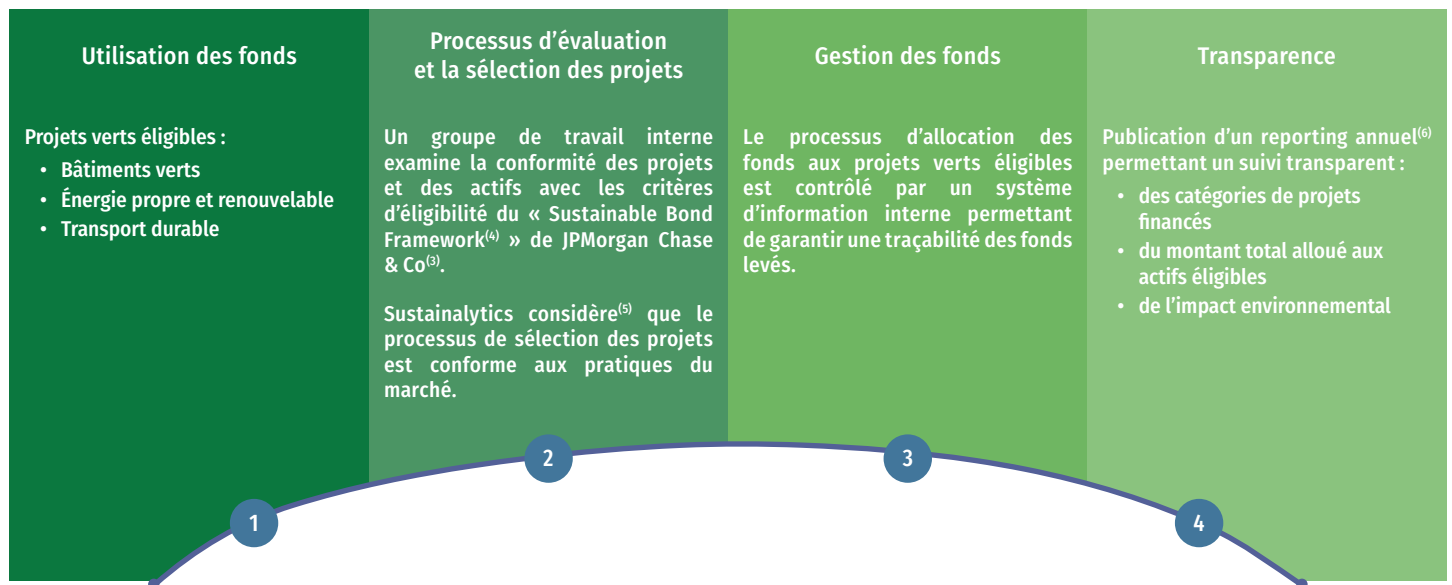 Utilisation des fonds
Projets verts éligibles :
• Bâtiments verts
• Énergie propre et renouvelable
• Transport durable
1
Processus d’évaluation
et la sélection des projets
Un groupe de travail interne
examine la conformité des projets
et des actifs avec les critères
d’éligibilité du « Sustainable Bond
Framework(4) » de JPMorgan Chase
& Co(3).
Sustainalytics considère(5) que le
processus de sélection des projets
est conforme aux pratiques du
marché.
2
Gestion des fonds
Le processus d’allocation des
fonds aux projets verts éligibles
est contrôlé par un système
d’information interne permettant
de garantir une traçabilité des fonds
levés.
3
Transparence
Publication d’un reporting annuel(6)
permettant un suivi transparent :
• des catégories de projets
financés
• du montant total alloué aux
actifs éligibles
• de l’impact environnemental
4